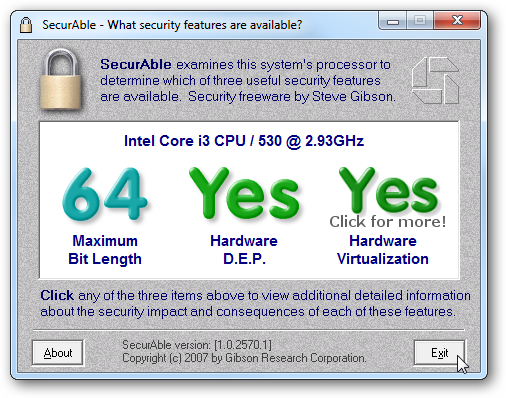 SecurAble - What security features are available?
SecurAble examines this system's processor to
determine which of three useful security features
are available. Security freeware by Steve Gibson.
Intel Core i3 CPU / 530 @ 2.93GHz
64 Yes Yes
Click for more!
Maximum Hardware Hardware
Bit Length D.E.P. Virtualization
Click any of the three items above to view additional detailed information
about the security impact and consequences of each of these features.
About
SecurAble version: [1.0.2570.1]
Copyright (c) 2007 by Gibson Research Corporation.
Exit